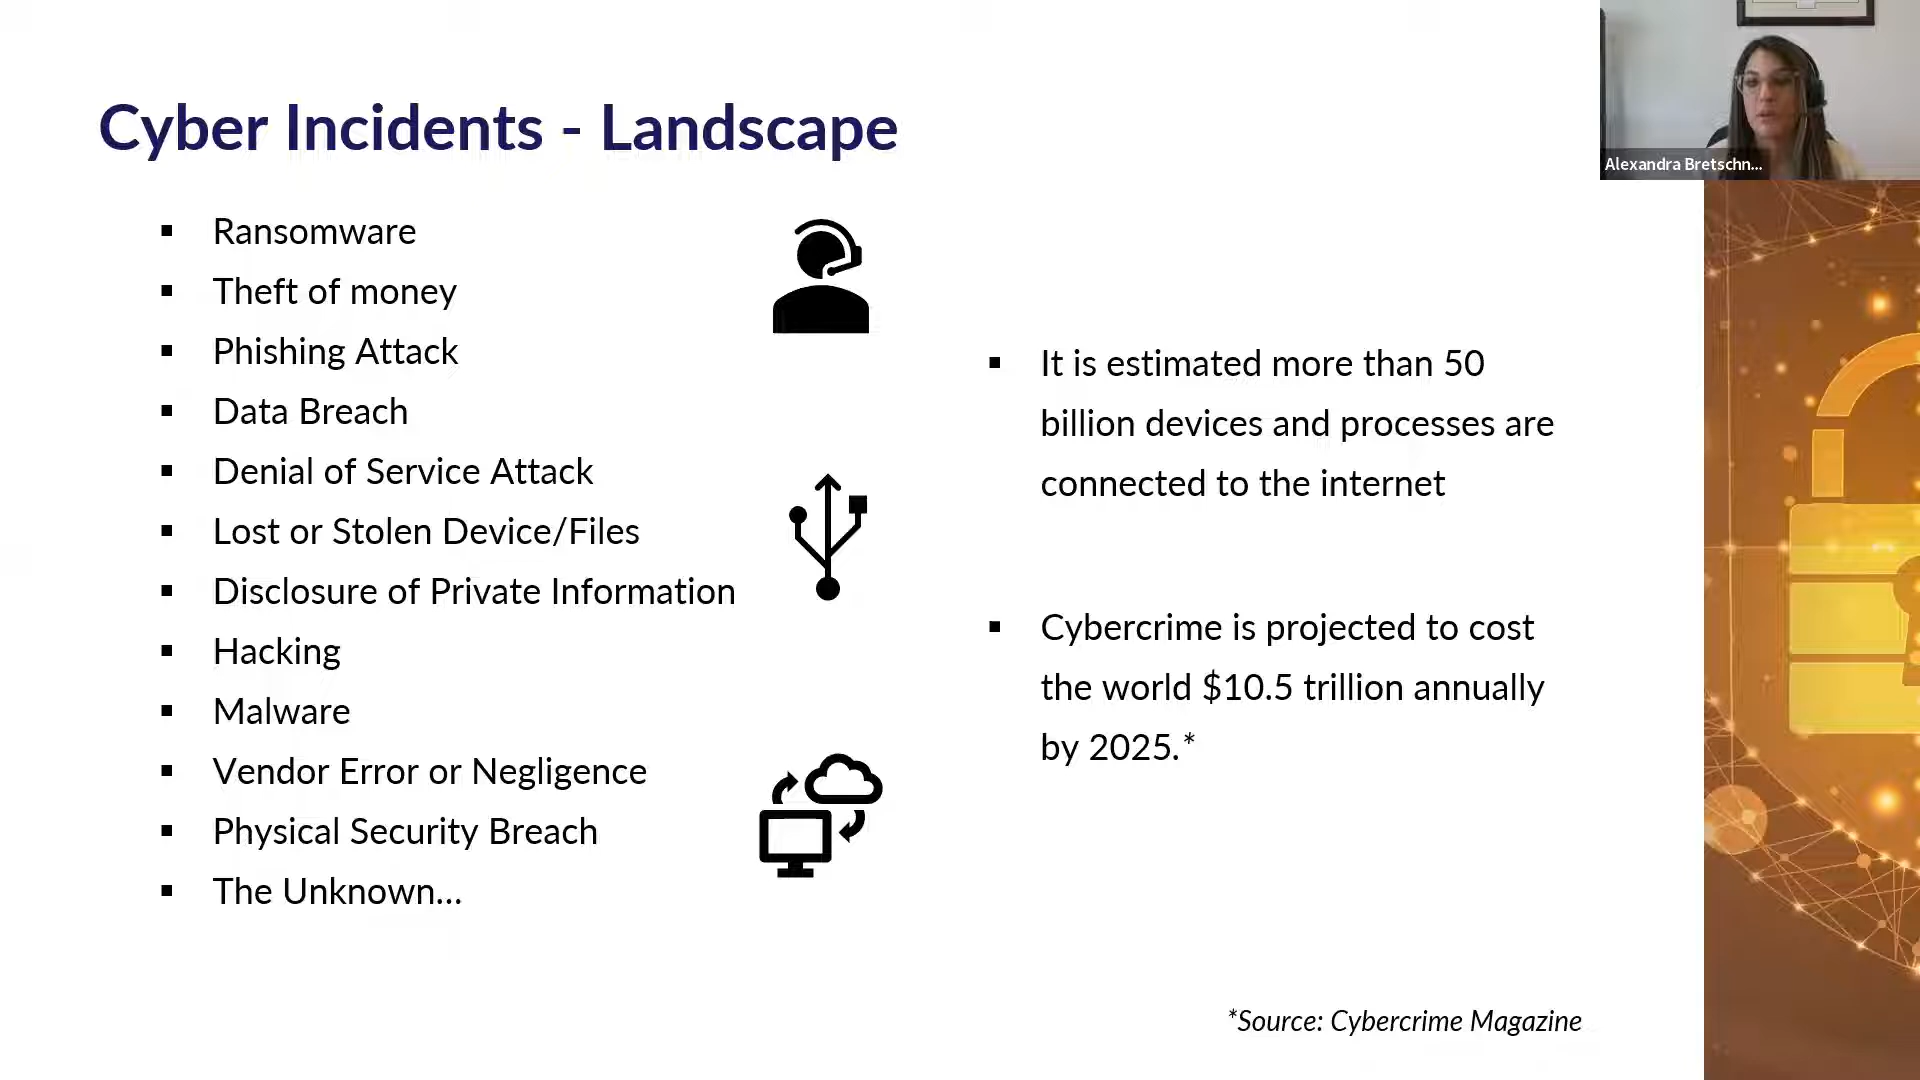 Cyber Incidents - Landscape
Ransomware
Theft of money
Phishing Attack
Data Breach
Denial of Service Attack
Lost or Stolen Device/Files
Disclosure of Private Information
Hacking
Malware
Vendor Error or Negligence
Physical Security Breach
The Unknown...
It is estimated more than 50
billion devices and processes are
connected to the internet
Cybercrime is projected to cost
the world $10.5 trillion annually
by 2025.*
*Source: Cybercrime Magazine
Alexandra Bretschn...